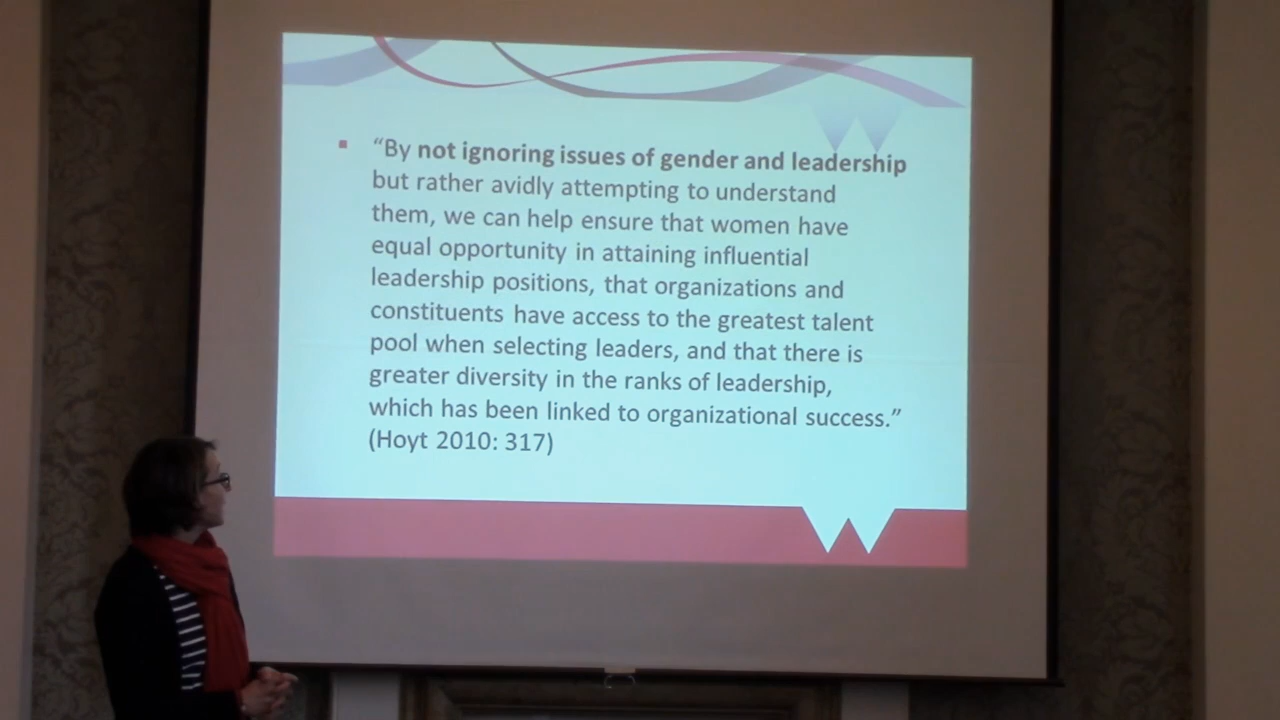 “By not ignoring issues of gender and leadership
but rather avidly attempting to understand
them, we can help ensure that women have
equal opportunity in attaining influential
leadership positions, that organizations and
constituents have access to the greatest talent
pool when selecting leaders, and that there is
greater diversity in the ranks of leadership,
which has been linked to organizational success.”
(Hoyt 2010: 317)